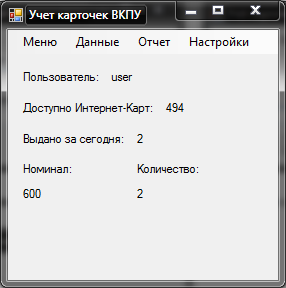 Учет карточек ВКПУ
Меню Данные Отчет Настройки
Пользователь: user
Доступно Интернет-Карт: 494
Выдано за сегодня: 2
Номинал: Количество:
600 2